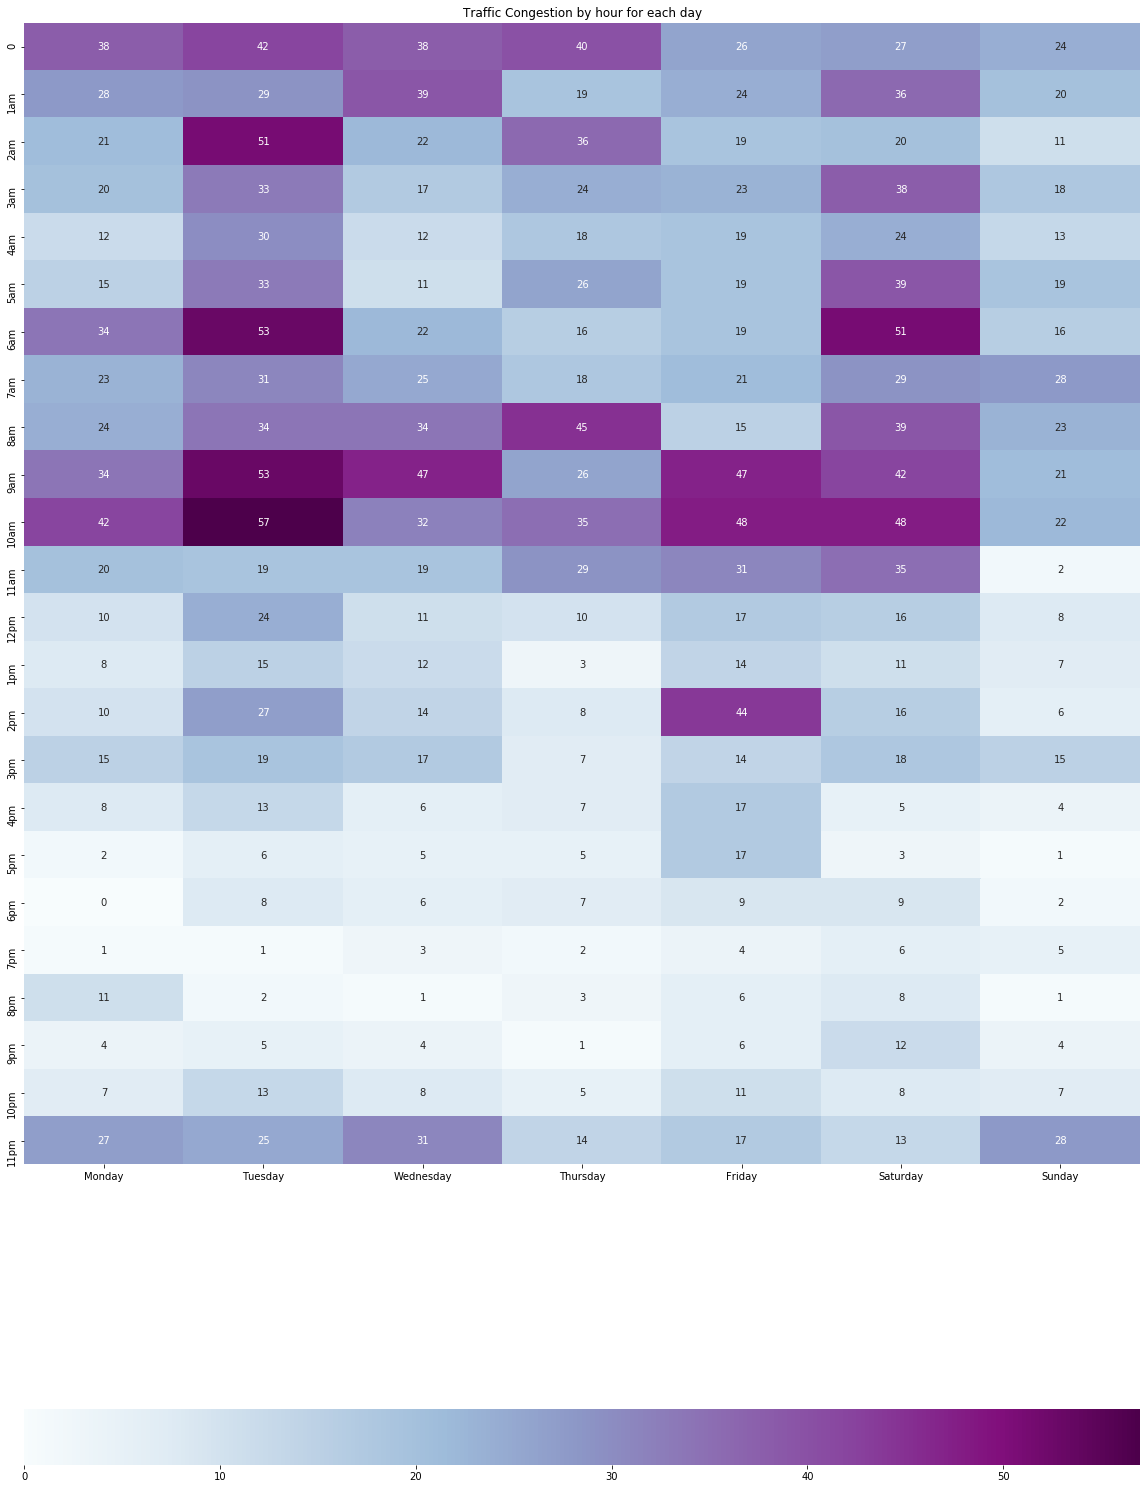 Traffic Congestion by hour for each day
0 38 42 38 40 26 27 24
1am 28 29 39 19 24 36 20
2am 21 51 22 36 19 20 11
3am 20 33 17 24 23 38 18
4am 12 30 12 18 19 24 13
5am 15 33 11 26 19 39 19
6am 34 53 22 16 19 51 16
7am 23 31 25 18 21 29 28
8am 24 34 34 45 15 39 23
9am 34 53 47 26 47 42 21
10am 42 57 32 35 48 48 22
11am 20 19 19 29 31 35 2
12pm 10 24 11 10 17 16 8
1pm 8 15 12 3 14 11 7
2pm 10 27 14 8 44 16 6
3pm 15 19 17 7 14 18 15
4pm 8 13 6 7 17 5 4
5pm 2 6 5 5 17 3 1
6pm 0 8 6 7 9 9 2
7pm 1 1 3 2 4 6 5
8pm 11 2 1 3 6 8 1
9pm 4 5 4 1 6 12 4
10pm 7 13 8 5 11 8 7
11pm 27 25 31 14 17 13 28
Monday Tuesday Wednesday Thursday Friday Saturday Sunday
0 10 20 30 40 50